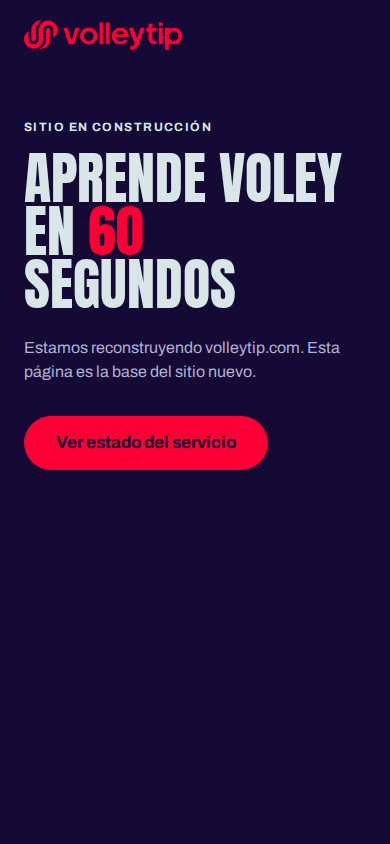 volleytip
SITIO EN CONSTRUCCIÓN
APRENDE VOLEY
EN 60
SEGUNDOS
Estamos reconstruyendo volleytip.com. Esta
página es la base del sitio nuevo.
Ver estado del servicio